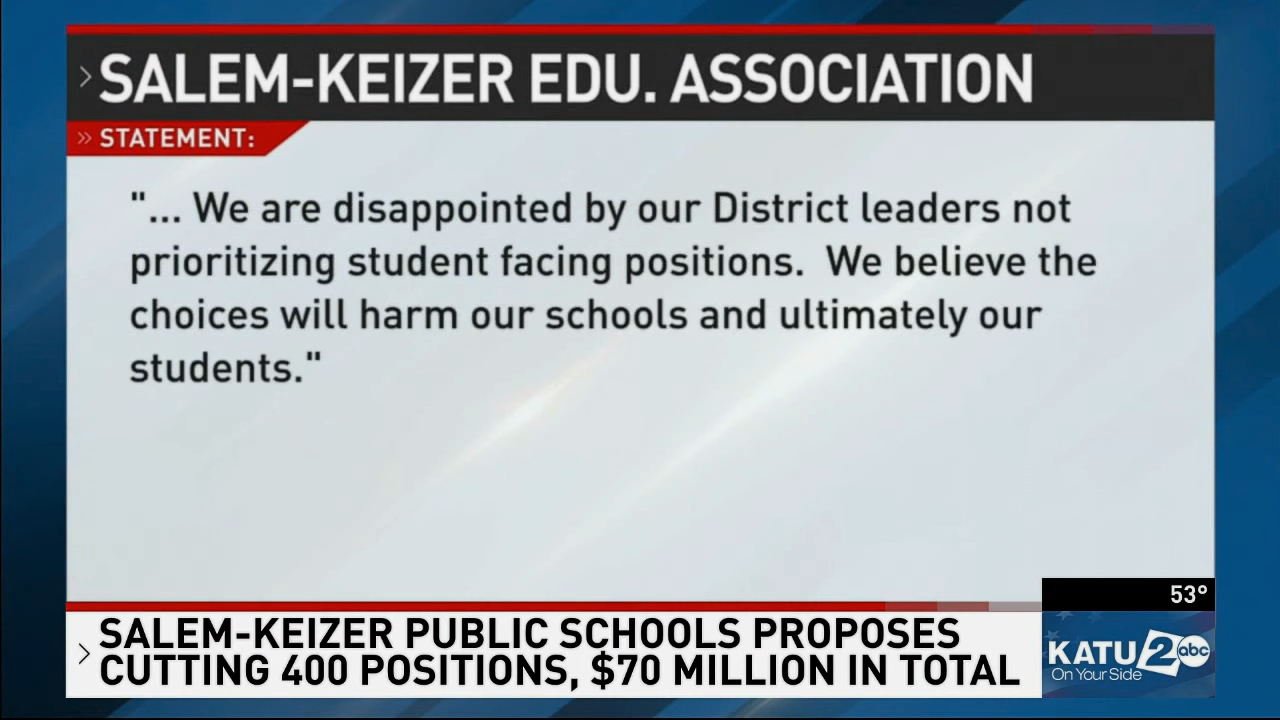 SALEM-KEIZER EDU. ASSOCIATION
STATEMENT:
"... We are disappointed by our District leaders not
prioritizing student facing positions.  We believe the
choices will harm our schools and ultimately our
students."
53°
SALEM-KEIZER PUBLIC SCHOOLS PROPOSES
CUTTING 400 POSITIONS, $70 MILLION IN TOTAL
KATU 2 abc
On Your Side